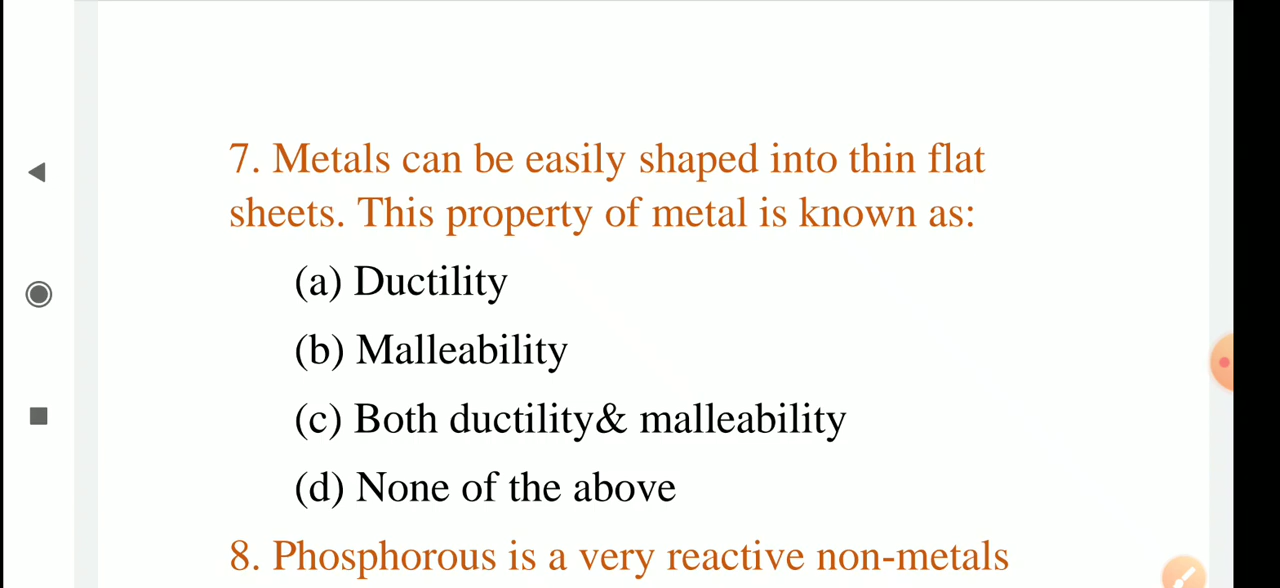 7. Metals can be easily shaped into thin flat
sheets. This property of metal is known as:
(a) Ductility
(b) Malleability
(c) Both ductility& malleability
(d) None of the above
8. Phosphorous is a very reactive non-metals